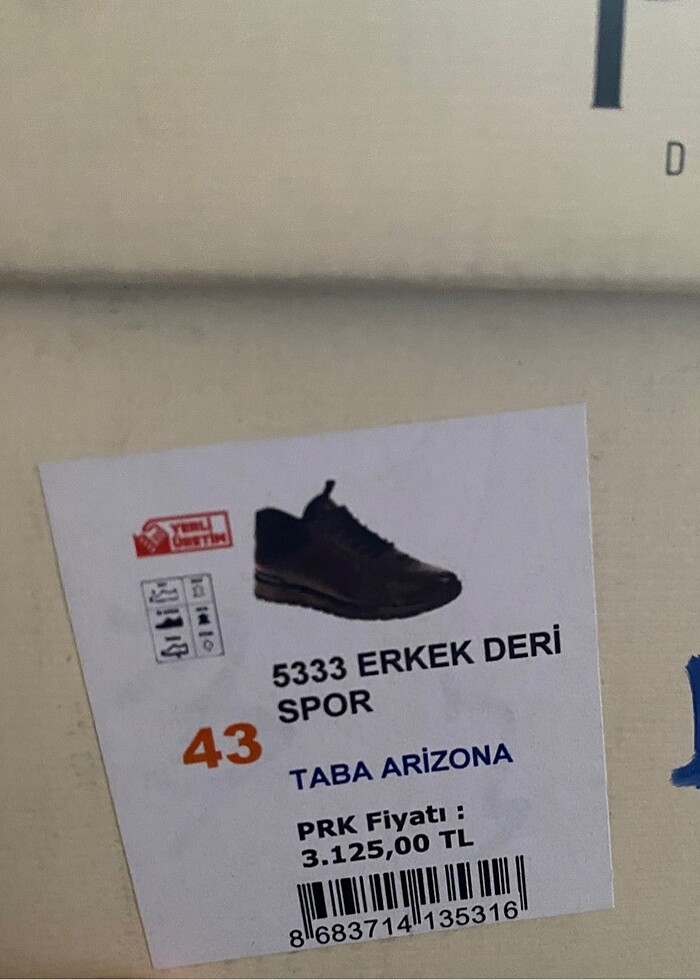 D
YERLİ
ÜRETİM
5333 ERKEK DERİ
SPOR
43
TABA ARİZONA
PRK Fiyatı :
3.125,00 TL
8 683714 135316